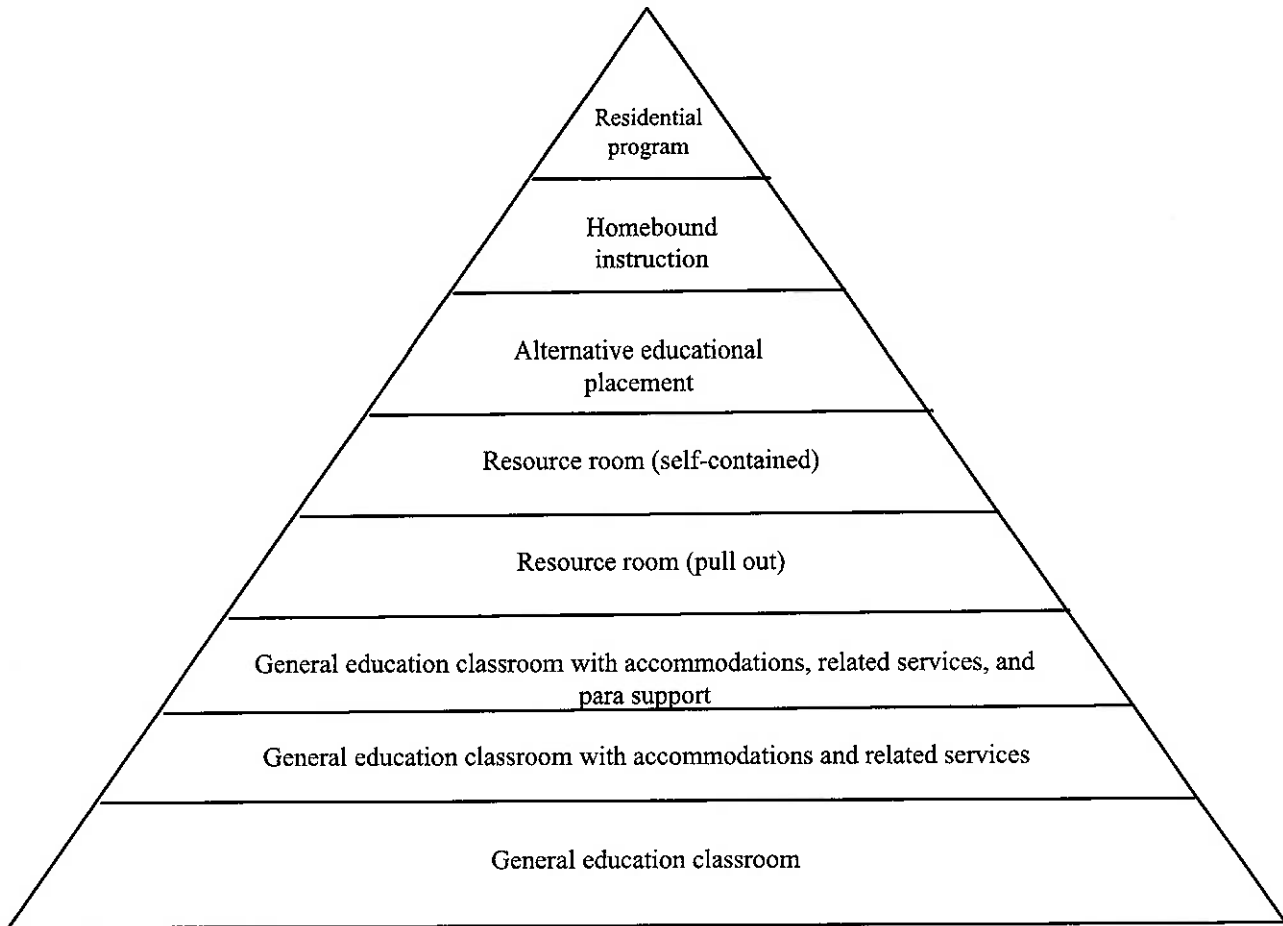 Residential
program
Homebound
instruction
Alternative educational
placement
Resource room (self-contained)
Resource room (pull out)
General education classroom with accommodations, related services, and
para support
General education classroom with accommodations and related services
General education classroom